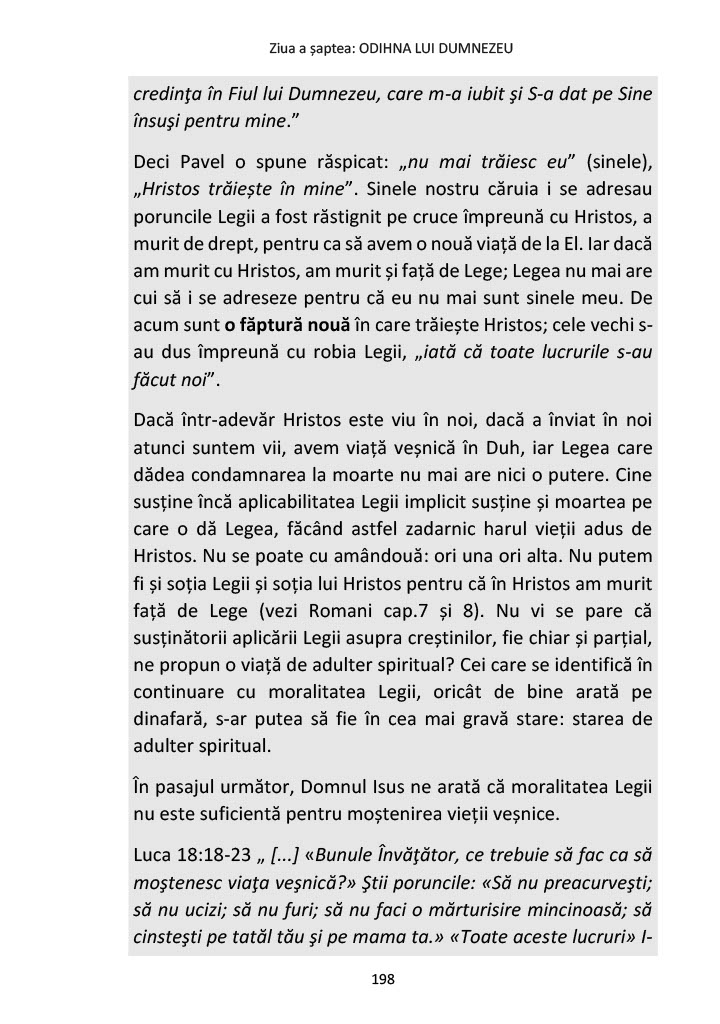 Ziua a șaptea: ODIHNA LUI DUMNEZEU
credinţa în Fiul lui Dumnezeu, care m-a iubit şi S-a dat pe Sine
însuşi pentru mine.”
Deci Pavel o spune răspicat: „nu mai trăiesc eu” (sinele),
„Hristos trăiește în mine”. Sinele nostru căruia i se adresau
poruncile Legii a fost răstignit pe cruce împreună cu Hristos, a
murit de drept, pentru ca să avem o nouă viață de la El. Iar dacă
am murit cu Hristos, am murit și față de Lege; Legea nu mai are
cui să i se adreseze pentru că eu nu mai sunt sinele meu. De
acum sunt o făptură nouă în care trăiește Hristos; cele vechi s-
au dus împreună cu robia Legii, „iată că toate lucrurile s-au
făcut noi”.
Dacă într-adevăr Hristos este viu în noi, dacă a înviat în noi
atunci suntem vii, avem viață veșnică în Duh, iar Legea care
dădea condamnarea la moarte nu mai are nici o putere. Cine
susține încă aplicabilitatea Legii implicit susține și moartea pe
care o dă Legea, făcând astfel zadarnic harul vieții adus de
Hristos. Nu se poate cu amândouă: ori una ori alta. Nu putem
fi și soția Legii și soția lui Hristos pentru că în Hristos am murit
față de Lege (vezi Romani cap.7 și 8). Nu vi se pare că
susținătorii aplicării Legii asupra creștinilor, fie chiar și parțial,
ne propun o viață de adulter spiritual? Cei care se identifică în
continuare cu moralitatea Legii, oricât de bine arată pe
dinafară, s-ar putea să fie în cea mai gravă stare: starea de
adulter spiritual.
În pasajul următor, Domnul Isus ne arată că moralitatea Legii
nu este suficientă pentru moștenirea vieții veșnice.
Luca 18:18-23 „ [...] «Bunule Învăţător, ce trebuie să fac ca să
moştenesc viaţa veşnică?» Ştii poruncile: «Să nu preacurveşti;
să nu ucizi; să nu furi; să nu faci o mărturisire mincinoasă; să
cinsteşti pe tatăl tău şi pe mama ta.» «Toate aceste lucruri» I-
198